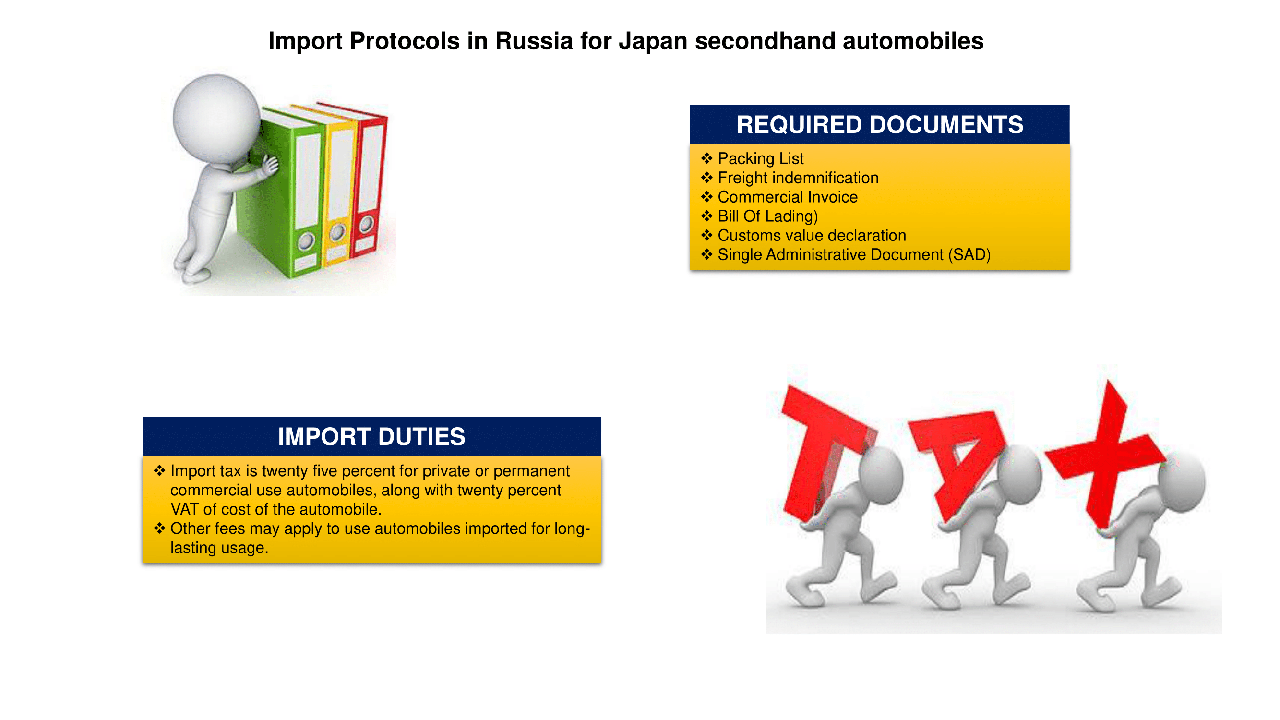 Import Protocols in Russia for Japan secondhand automobiles
REQUIRED DOCUMENTS
❖ Packing List
❖ Freight indemnification
❖ Commercial Invoice
❖ Bill Of Lading)
❖ Customs value declaration
❖ Single Administrative Document (SAD)
IMPORT DUTIES
❖ Import tax is twenty five percent for private or permanent
commercial use automobiles, along with twenty percent
VAT of cost of the automobile.
❖ Other fees may apply to use automobiles imported for long-
lasting usage.
TAX